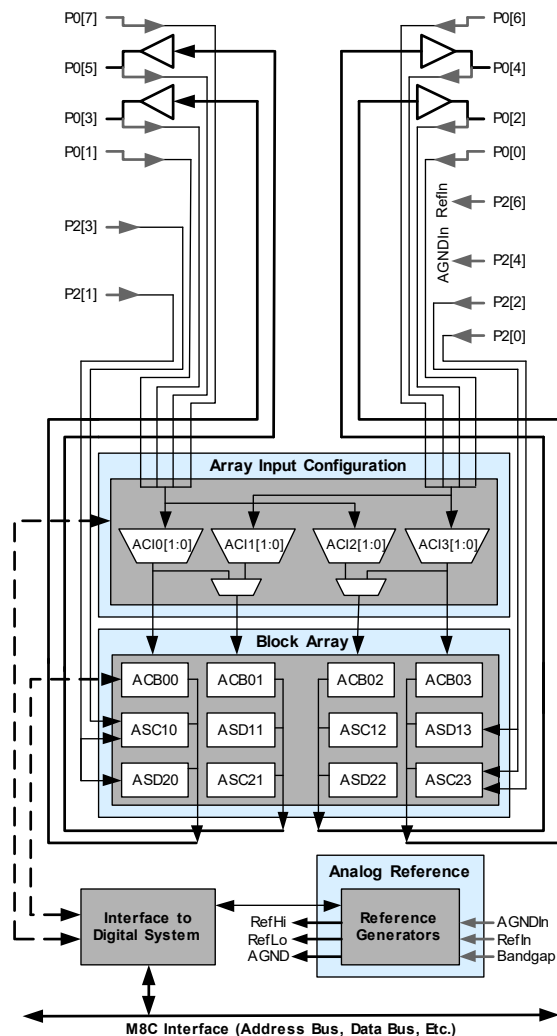 P0[7] P0[6]
P0[5] P0[4]
P0[3] P0[2]
P0[1] P0[0]
P2[6]
AGNDIn RefIn
P2[3]
P2[4]
P2[1]
P2[2]
P2[0]
Array Input Configuration
ACI0[1:0] ACI1[1:0] ACI2[1:0] ACI3[1:0]
Block Array
ACB00 ACB01 ACB02 ACB03
ASC10 ASD11 ASC12 ASD13
ASD20 ASC21 ASD22 ASC23
Analog Reference
Interface to
Digital System
RefHi
RefLo
AGND
Reference
Generators
AGNDIn
RefIn
Bandgap
M8C Interface (Address Bus, Data Bus, Etc.)